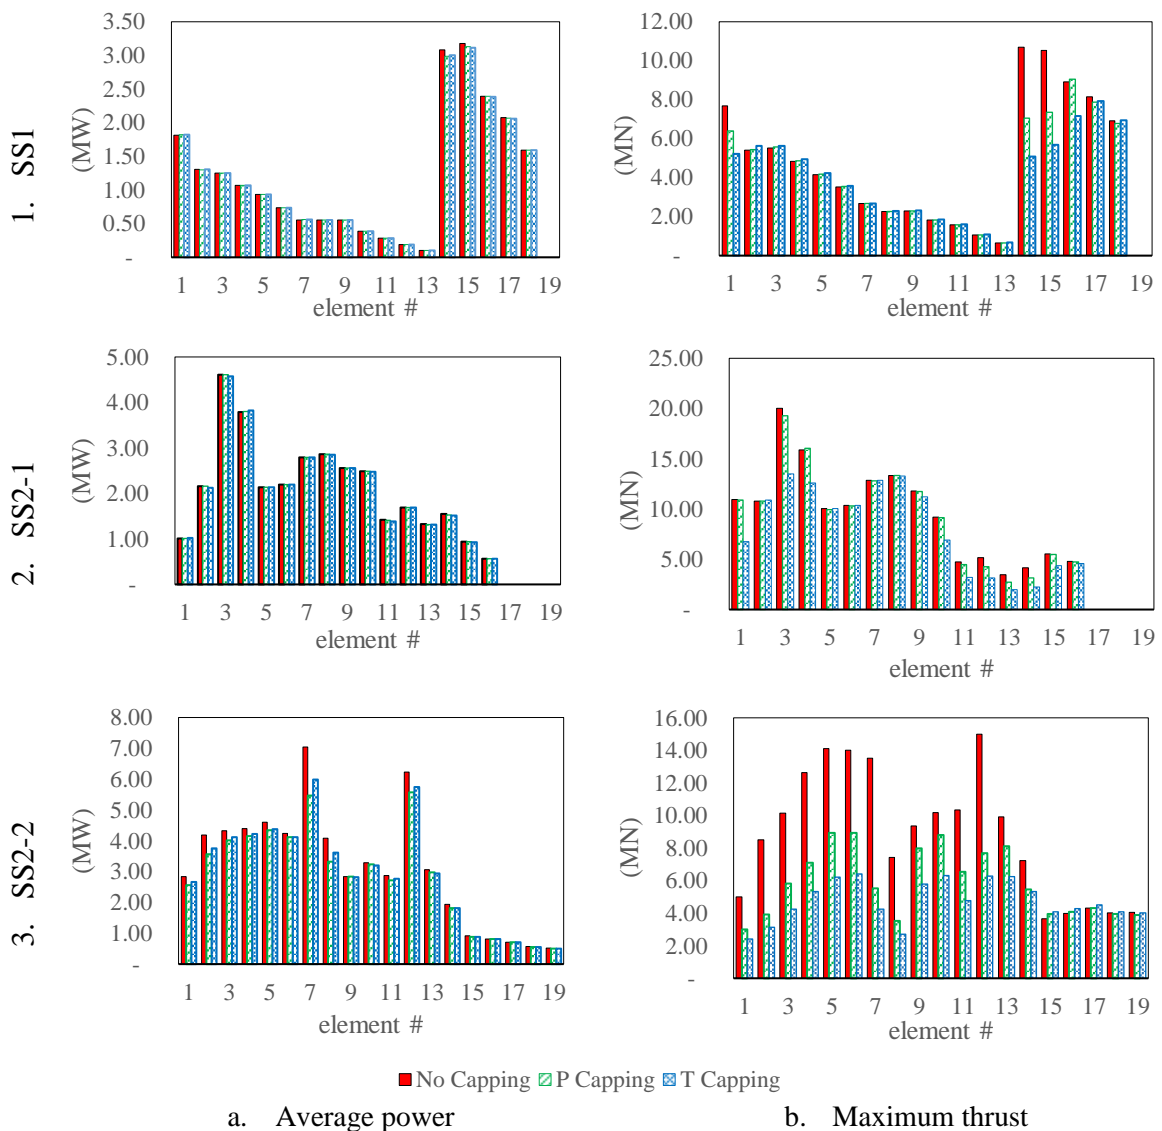 1. SS1
(MW)
3.50
3.00
2.50
2.00
1.50
1.00
0.50
-
1 3 5 7 9 11 13 15 17 19
element #
(MN)
12.00
10.00
8.00
6.00
4.00
2.00
-
1 3 5 7 9 11 13 15 17 19
element #
2. SS2-1
(MW)
5.00
4.00
3.00
2.00
1.00
-
1 3 5 7 9 11 13 15 17 19
element #
(MN)
25.00
20.00
15.00
10.00
5.00
-
1 3 5 7 9 11 13 15 17 19
element #
3. SS2-2
(MW)
8.00
7.00
6.00
5.00
4.00
3.00
2.00
1.00
-
1 3 5 7 9 11 13 15 17 19
element #
(MN)
16.00
14.00
12.00
10.00
8.00
6.00
4.00
2.00
-
1 3 5 7 9 11 13 15 17 19
element #
No Capping P Capping T Capping
a. Average power
b. Maximum thrust